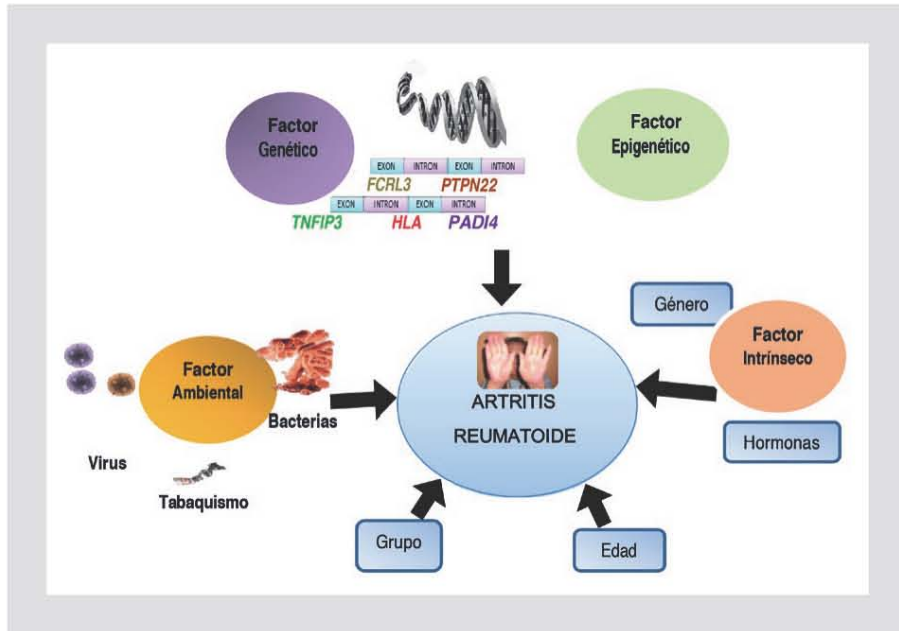 Factor
Genético
EXON INTRON EXON INTRON
FCRL3 PTPN22
EXON INTRON EXON INTRON
TNFIP3 HLA PADI4
Factor
Epigenético
Género
Factor
Intrínseco
Hormonas
Factor
Ambiental
Bacterias
Virus
Tabaquismo
ARTRITIS
REUMATOIDE
Grupo
Edad